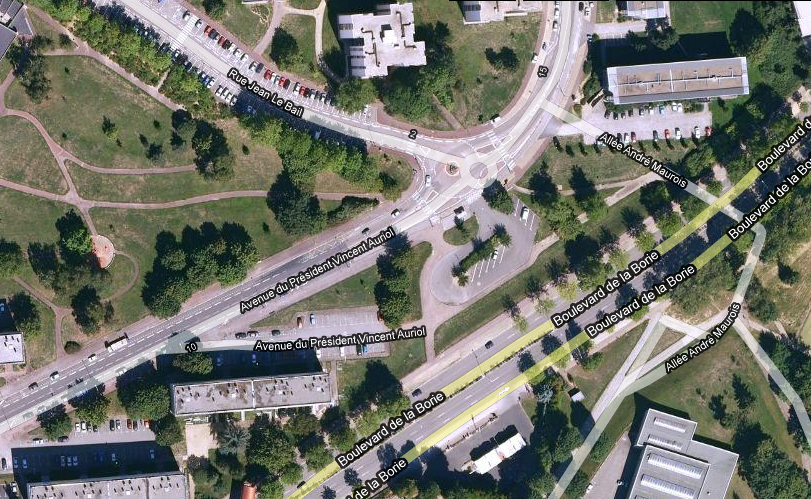 Rue Jean Le Bail
15
2
Allée André Maurois
Boulevard d
Boulevard de la Bo
Boulevard de la Borie
Avenue du Président Vincent Auriol
Boulevard de la Borie
10
Avenue du Président Vincent Auriol
Allée André Maurois
Boulevard de la Borie
d de la Borie